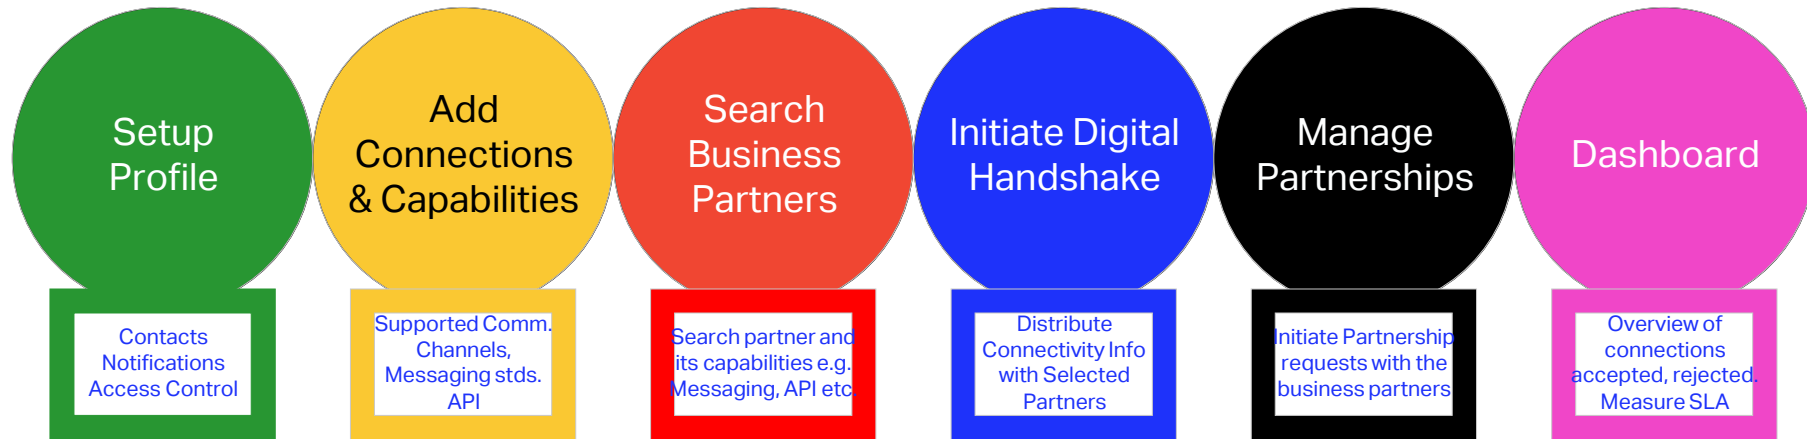 Setup
Profile
Add
Connections
& Capabilities
Search
Business
Partners
Initiate Digital
Handshake
Manage
Partnerships
Dashboard
Contacts
Notifications
Access Control
Supported Comm.
Channels,
Messaging stds.
API
Search partner and
its capabilities e.g.
Messaging, API etc.
Distribute
Connectivity Info
with Selected
Partners
Initiate Partnership
requests with the
business partners
Overview of
connections
accepted, rejected.
Measure SLA